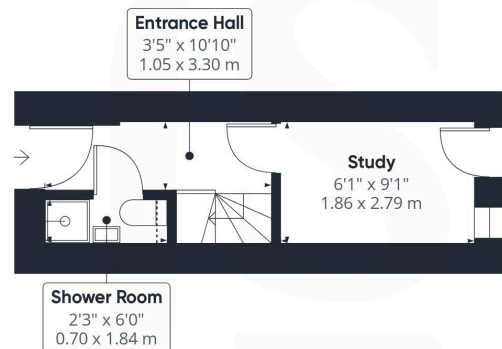 Entrance Hall
3'5" x 10'10"
1.05 x 3.30 m
Study
6'1" x 9'1"
1.86 x 2.79 m
Shower Room
2'3" x 6'0"
0.70 x 1.84 m